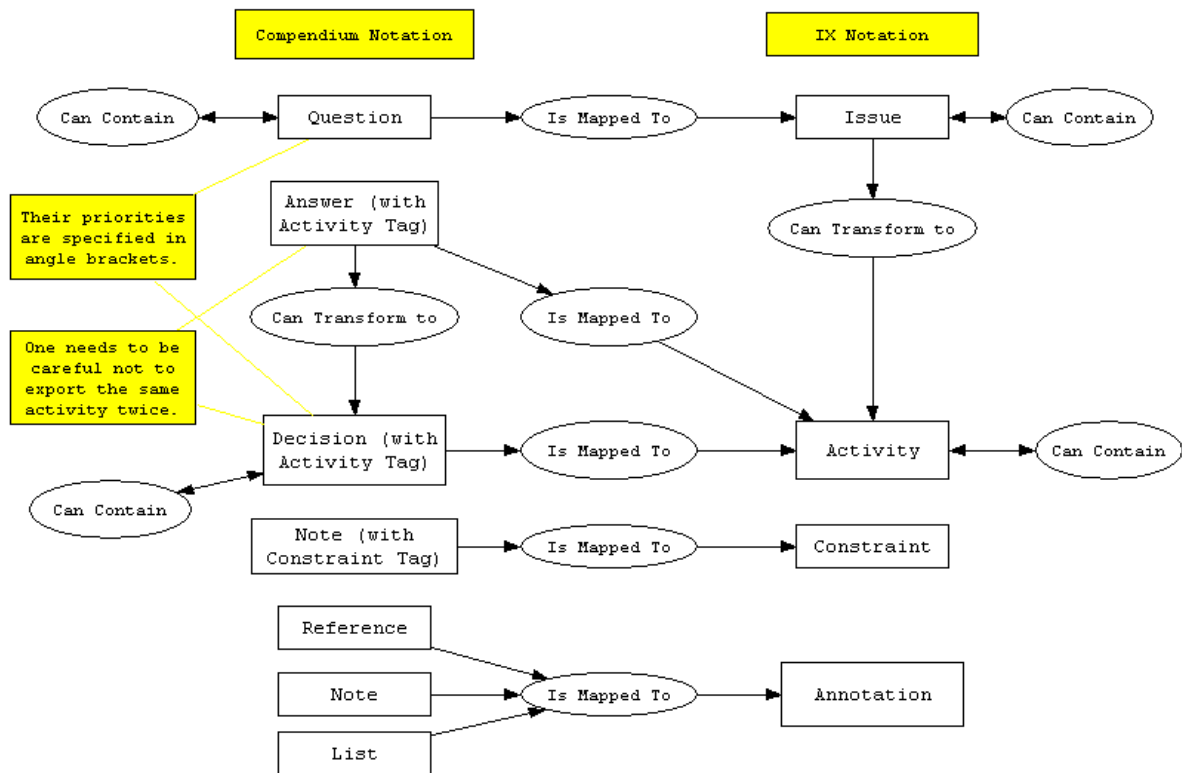 Compendium Notation
IX Notation
Can Contain
Question
Is Mapped To
Issue
Can Contain
Their priorities
are specified in
angle brackets.
Answer (with
Activity Tag)
Can Transform to
Can Transform to
Is Mapped To
One needs to be
careful not to
export the same
activity twice.
Decision (with
Activity Tag)
Is Mapped To
Activity
Can Contain
Can Contain
Note (with
Constraint Tag)
Is Mapped To
Constraint
Reference
Note
List
Is Mapped To
Annotation